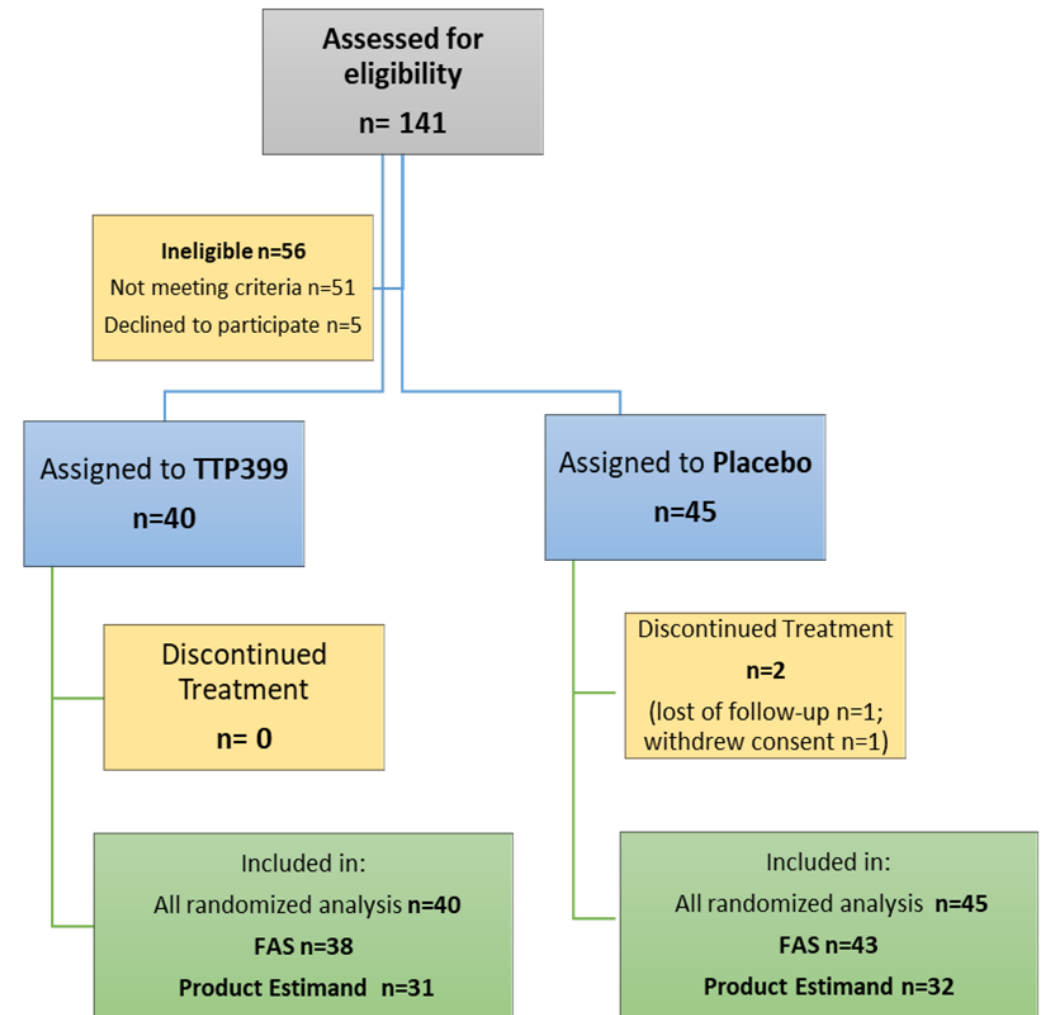 Assessed for
eligibility
n= 141
Ineligible n=56
Not meeting criteria n=51
Declined to participate n=5
Assigned to TTP399
n=40
Assigned to Placebo
n=45
Discontinued
Treatment
n= 0
Discontinued Treatment
n=2
(lost of follow-up n=1;
withdrew consent n=1)
Included in:
All randomized analysis n=40
FAS n=38
Product Estimand n=31
Included in:
All randomized analysis n=45
FAS n=43
Product Estimand n=32